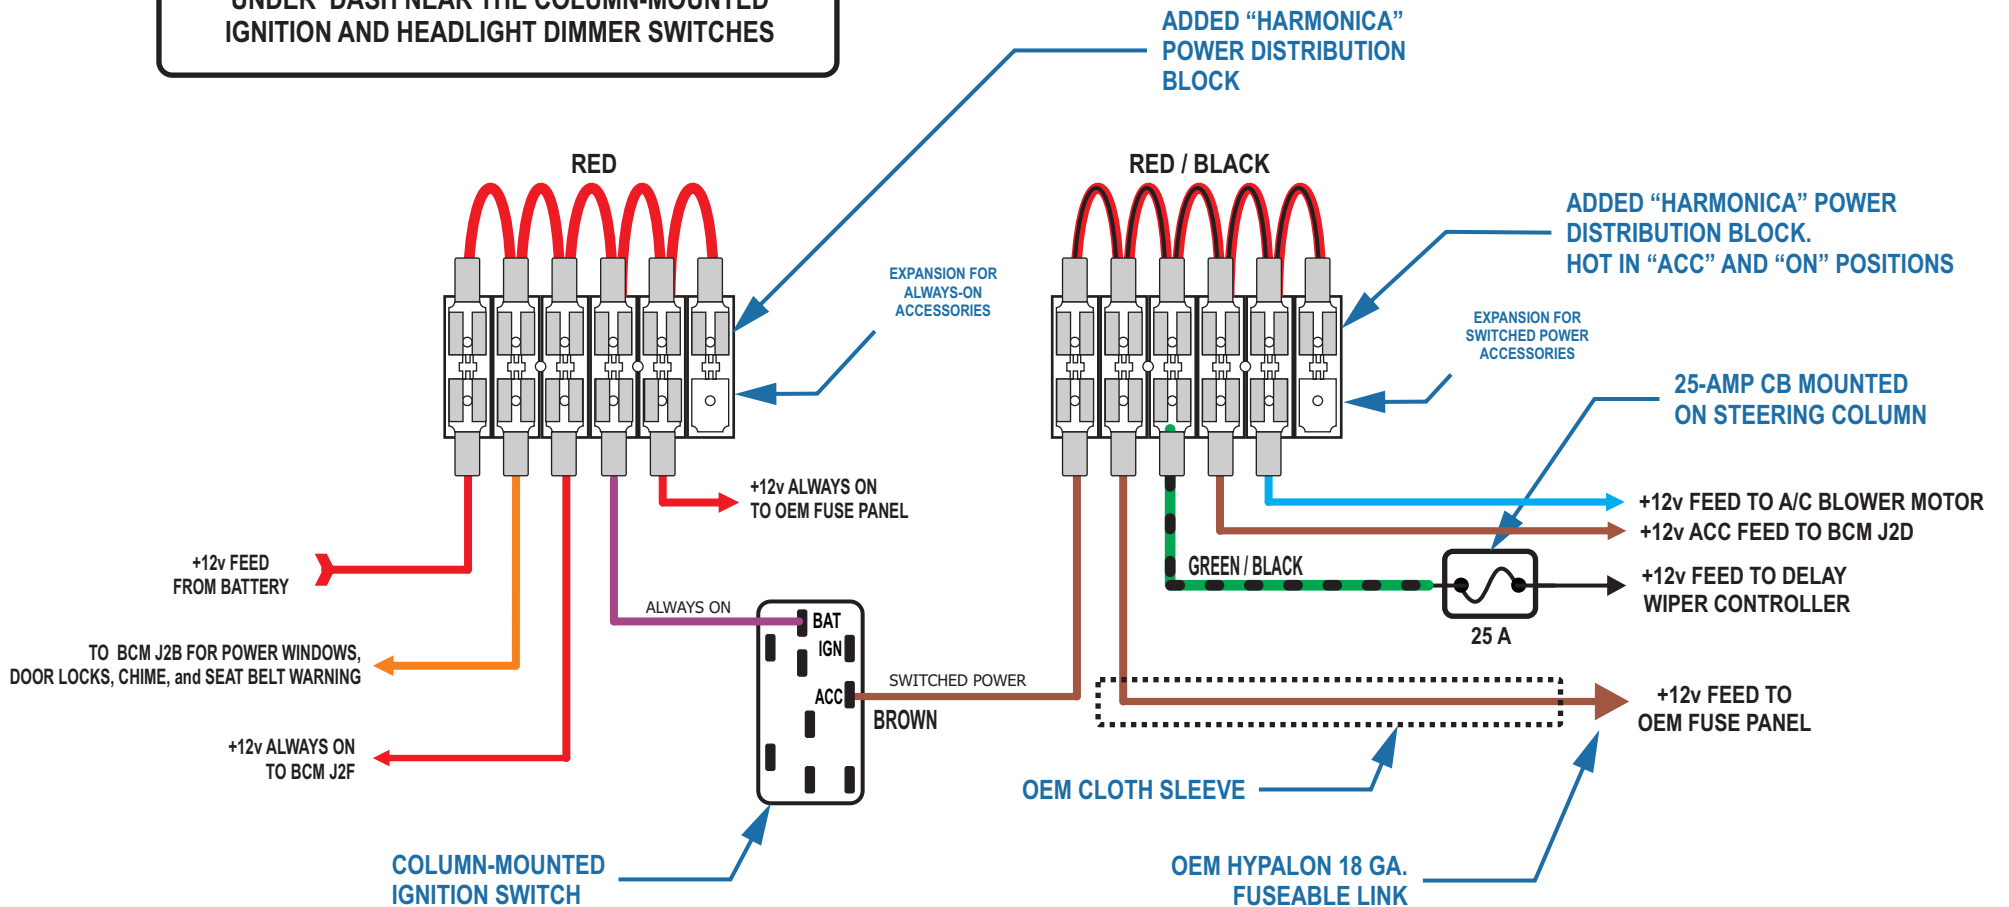 UNDER DASH NEAR THE COLUMN-MOUNTED
IGNITION AND HEADLIGHT DIMMER SWITCHES
ADDED “HARMONICA”
POWER DISTRIBUTION
BLOCK
RED
RED / BLACK
ADDED “HARMONICA” POWER
DISTRIBUTION BLOCK.
HOT IN “ACC” AND “ON” POSITIONS
EXPANSION FOR
ALWAYS-ON
ACCESSORIES
EXPANSION FOR
SWITCHED POWER
ACCESSORIES
25-AMP CB MOUNTED
ON STEERING COLUMN
+12v ALWAYS ON
TO OEM FUSE PANEL
+12v FEED TO A/C BLOWER MOTOR
+12v ACC FEED TO BCM J2D
+12v FEED
FROM BATTERY
GREEN / BLACK
+12v FEED TO DELAY
WIPER CONTROLLER
25 A
ALWAYS ON
BAT
IGN
ACC
TO BCM J2B FOR POWER WINDOWS,
DOOR LOCKS, CHIME, and SEAT BELT WARNING
SWITCHED POWER
BROWN
+12v FEED TO
OEM FUSE PANEL
+12v ALWAYS ON
TO BCM J2F
OEM CLOTH SLEEVE
COLUMN-MOUNTED
IGNITION SWITCH
OEM HYPALON 18 GA.
FUSEABLE LINK